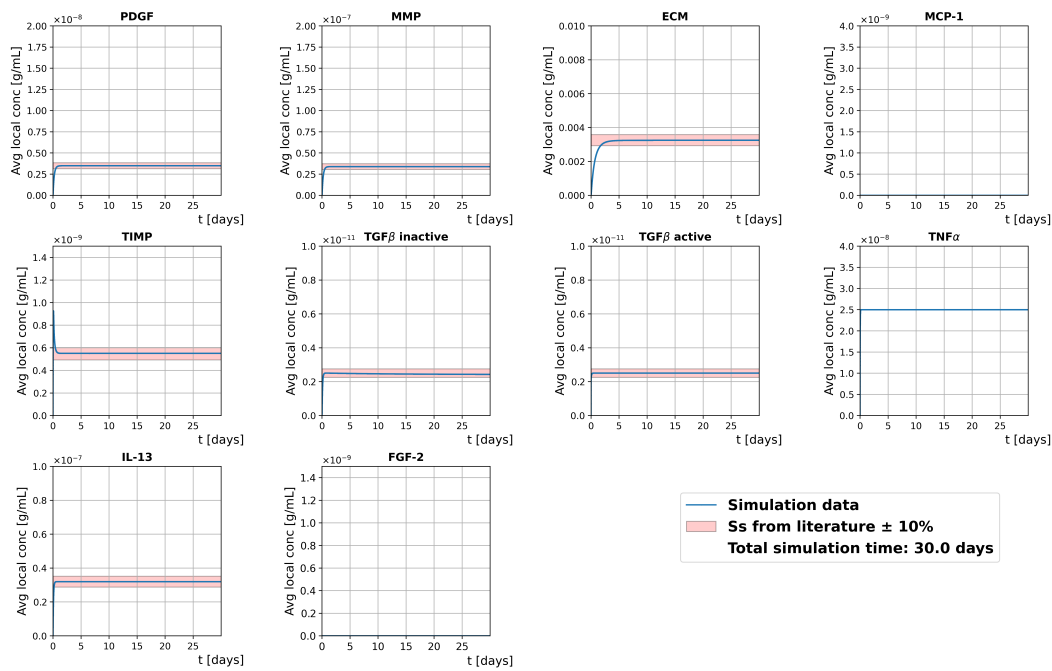 PDGF
×10⁻⁸
Avg local conc [g/mL]
2.00
1.75
1.50
1.25
1.00
0.75
0.50
0.25
0.00
0 5 10 15 20 25
t [days]
MMP
×10⁻⁷
Avg local conc [g/mL]
2.00
1.75
1.50
1.25
1.00
0.75
0.50
0.25
0.00
0 5 10 15 20 25
t [days]
ECM
Avg local conc [g/mL]
0.010
0.008
0.006
0.004
0.002
0.000
0 5 10 15 20 25
t [days]
MCP-1
×10⁻⁹
Avg local conc [g/mL]
4.0
3.5
3.0
2.5
2.0
1.5
1.0
0.5
0.0
0 5 10 15 20 25
t [days]
TIMP
×10⁻⁹
Avg local conc [g/mL]
1.4
1.2
1.0
0.8
0.6
0.4
0.2
0.0
0 5 10 15 20 25
t [days]
TGFβ inactive
×10⁻¹¹
Avg local conc [g/mL]
1.0
0.8
0.6
0.4
0.2
0.0
0 5 10 15 20 25
t [days]
TGFβ active
×10⁻¹¹
Avg local conc [g/mL]
1.0
0.8
0.6
0.4
0.2
0.0
0 5 10 15 20 25
t [days]
TNFα
×10⁻⁸
Avg local conc [g/mL]
4.0
3.5
3.0
2.5
2.0
1.5
1.0
0.5
0.0
0 5 10 15 20 25
t [days]
IL-13
×10⁻⁷
Avg local conc [g/mL]
1.0
0.8
0.6
0.4
0.2
0.0
0 5 10 15 20 25
t [days]
FGF-2
×10⁻⁹
Avg local conc [g/mL]
1.4
1.2
1.0
0.8
0.6
0.4
0.2
0.0
0 5 10 15 20 25
t [days]
Simulation data
Ss from literature ± 10%
Total simulation time: 30.0 days